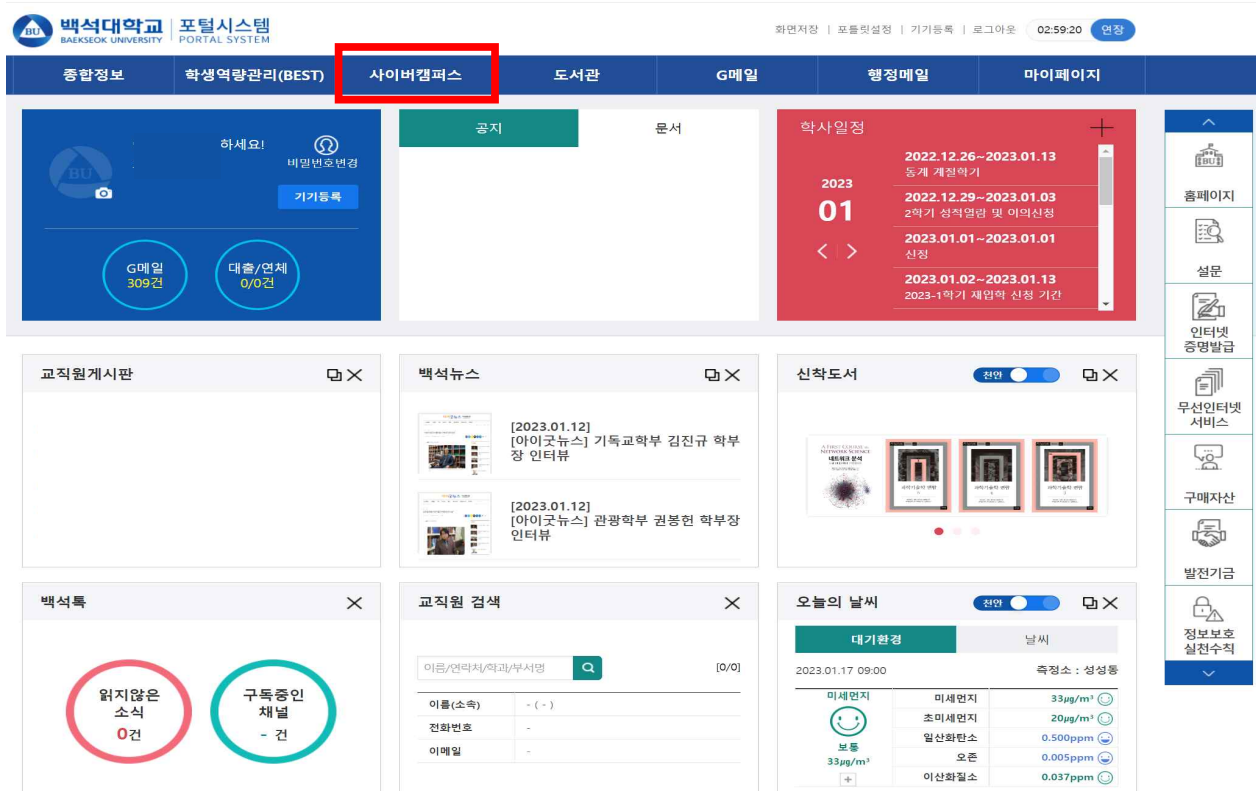 BU 백석대학교 포털시스템
BAEKSEOK UNIVERSITY PORTAL SYSTEM
화면저장 | 포틀릿설정 | 기기등록 | 로그아웃 02:59:20 연장
종합정보 학생역량관리(BEST) 사이버캠퍼스 도서관 G메일 행정메일 마이페이지
하세요!
비밀번호변경
BU
기기등록
G메일
309건
대출/연체
0/0건
공지 문서
학사일정
2023
01
2022.12.26~2023.01.13
동계 계절학기
2022.12.29~2023.01.03
2학기 성적열람 및 이의신청
2023.01.01~2023.01.01
신정
2023.01.02~2023.01.13
2023-1학기 재입학 신청 기간
BU
홈페이지
설문
인터넷
증명발급
무선인터넷
서비스
구매자산
발전기금
정보보호
실천수칙
교직원게시판
백석뉴스
[2023.01.12]
[아이굿뉴스] 기독교학부 김진규 학부
장 인터뷰
[2023.01.12]
[아이굿뉴스] 관광학부 권봉헌 학부장
인터뷰
신착도서 천안
A FIRST COURSE in
NETWORK SCIENCE
네트워크 분석
백석톡
읽지않은
소식
0건
구독중인
채널
- 건
교직원 검색
이름/연락처/학과/부서명 [0/0]
이름(소속) - ( - )
전화번호 -
이메일 -
오늘의 날씨 천안
대기환경 날씨
2023.01.17 09:00 측정소 : 성성동
미세먼지
보통
33㎍/m³
+
미세먼지 33㎍/m³
초미세먼지 20㎍/m³
일산화탄소 0.500ppm
오존 0.005ppm
이산화질소 0.037ppm